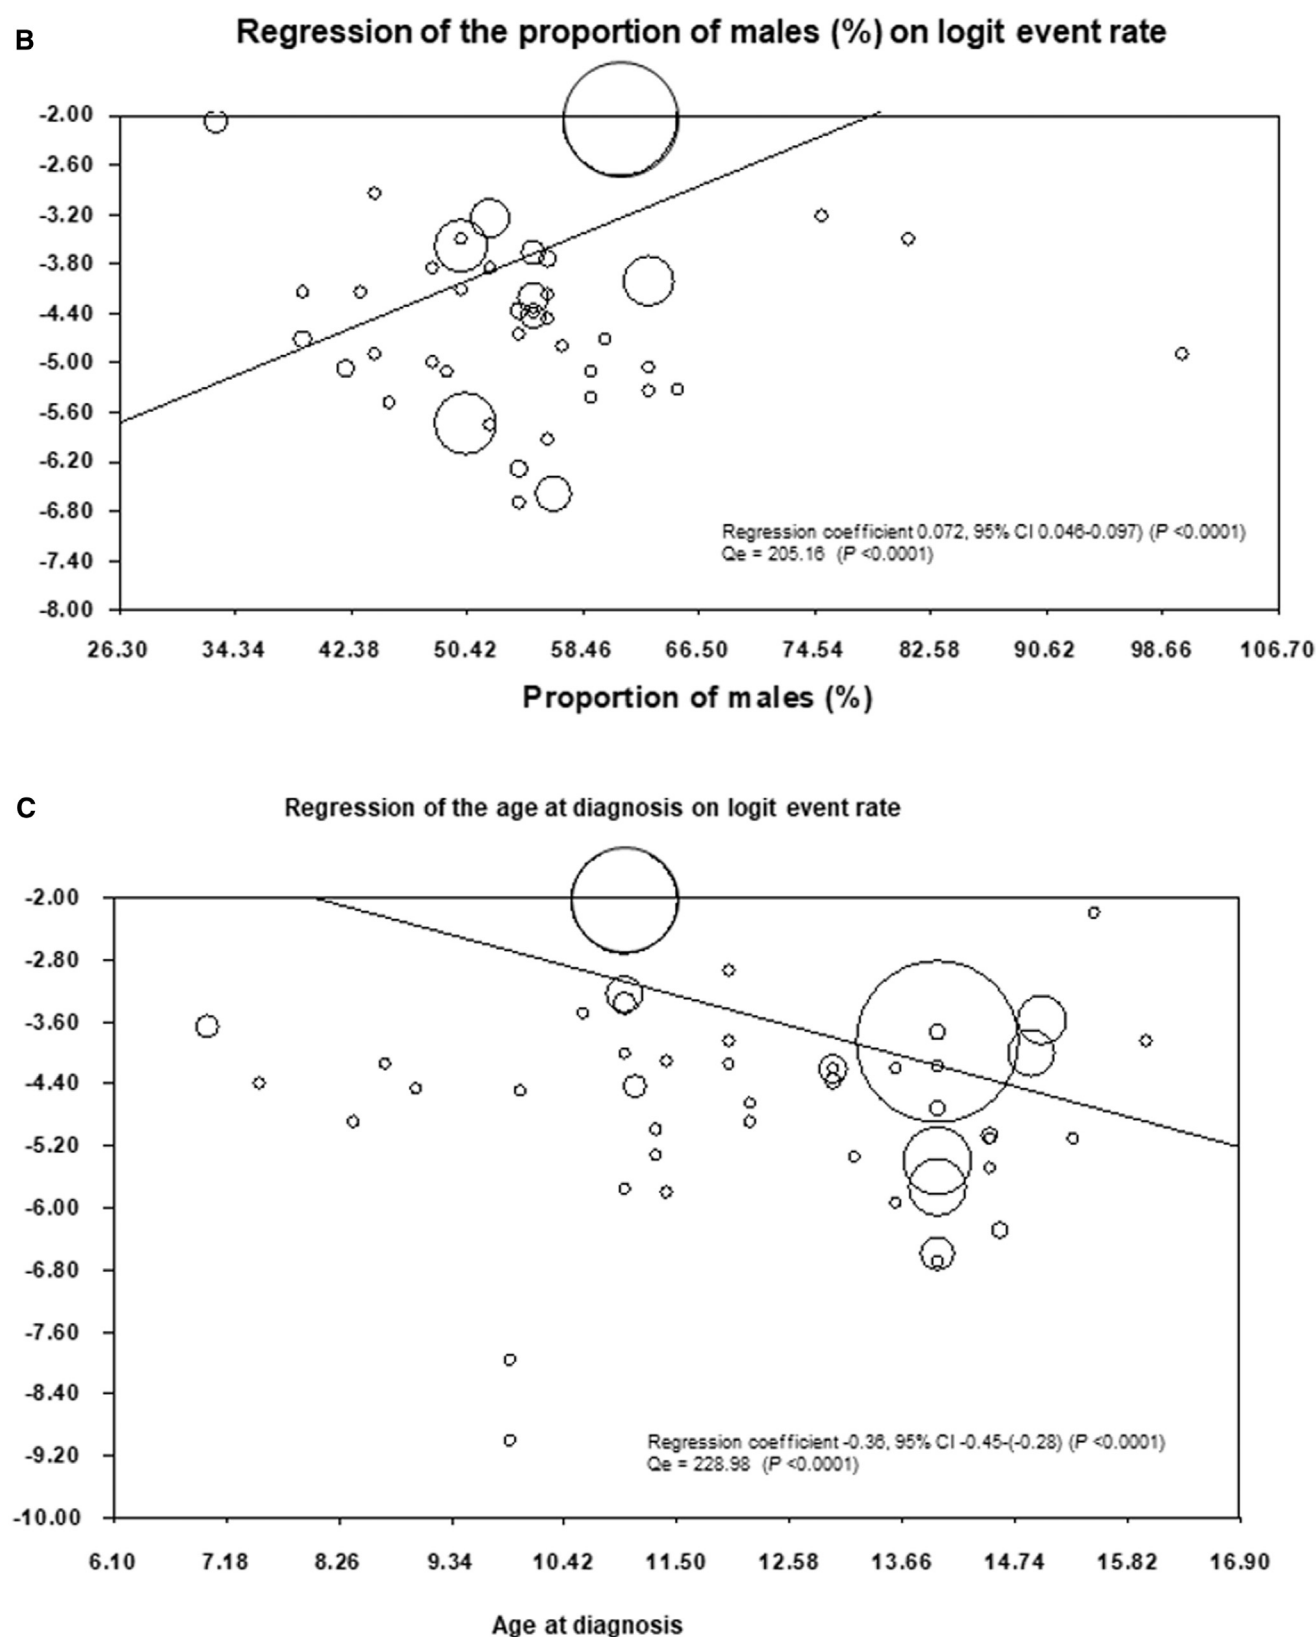 B
Regression of the proportion of males (%) on logit event rate
-2.00
-2.60
-3.20
-3.80
-4.40
-5.00
-5.60
-6.20
-6.80
-7.40
-8.00
Regression coefficient 0.072, 95% CI 0.046-0.097) (P <0.0001)
Qe = 205.16 (P <0.0001)
26.30 34.34 42.38 50.42 58.46 66.50 74.54 82.58 90.62 98.66 106.70
Proportion of males (%)
C
Regression of the age at diagnosis on logit event rate
-2.00
-2.80
-3.60
-4.40
-5.20
-6.00
-6.80
-7.60
-8.40
-9.20
-10.00
Regression coefficient -0.36, 95% CI -0.45-(-0.28) (P <0.0001)
Qe = 228.98 (P <0.0001)
6.10 7.18 8.26 9.34 10.42 11.50 12.58 13.66 14.74 15.82 16.90
Age at diagnosis